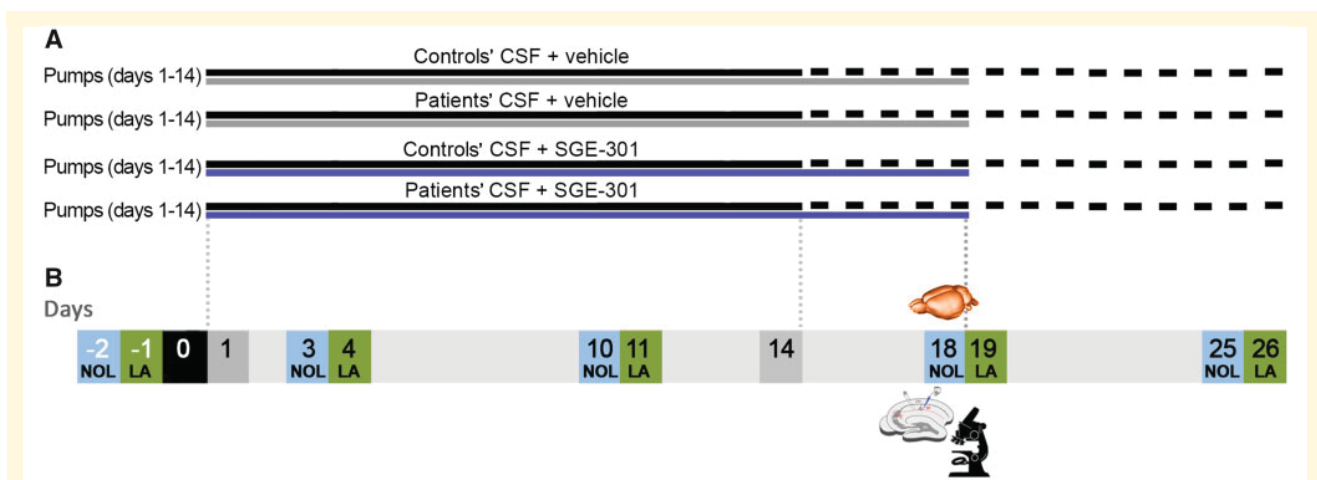 A
Controls' CSF + vehicle
Pumps (days 1-14)
Patients' CSF + vehicle
Pumps (days 1-14)
Controls' CSF + SGE-301
Pumps (days 1-14)
Patients' CSF + SGE-301
Pumps (days 1-14)
B
Days
-2 -1 0 1 3 4 10 11 14 18 19 25 26
NOL LA NOL LA NOL LA NOL LA NOL LA